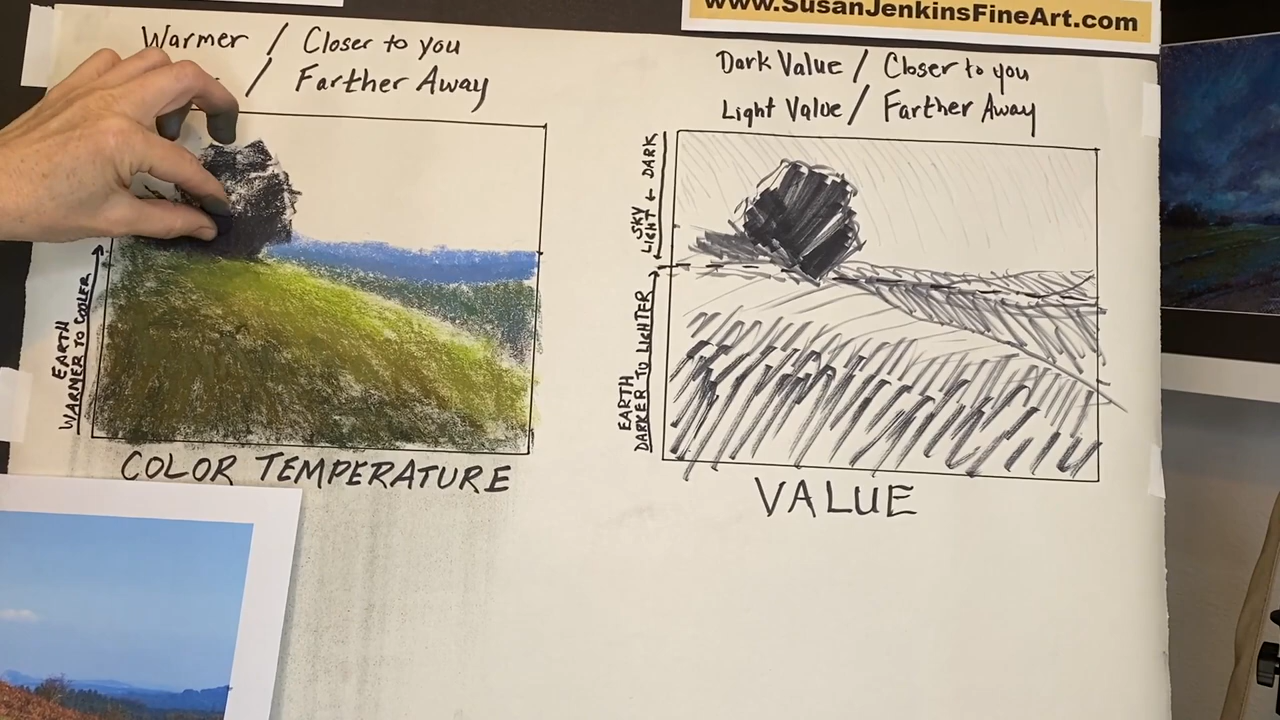 www.SusanJenkinsFineArt.com
Warmer / Closer to you
/ Farther Away
Dark Value / Closer to you
Light Value / Farther Away
EARTH
WARMER TO COOLER
SKY
LIGHT ← DARK
EARTH
DARKER TO LIGHTER
COLOR TEMPERATURE
VALUE